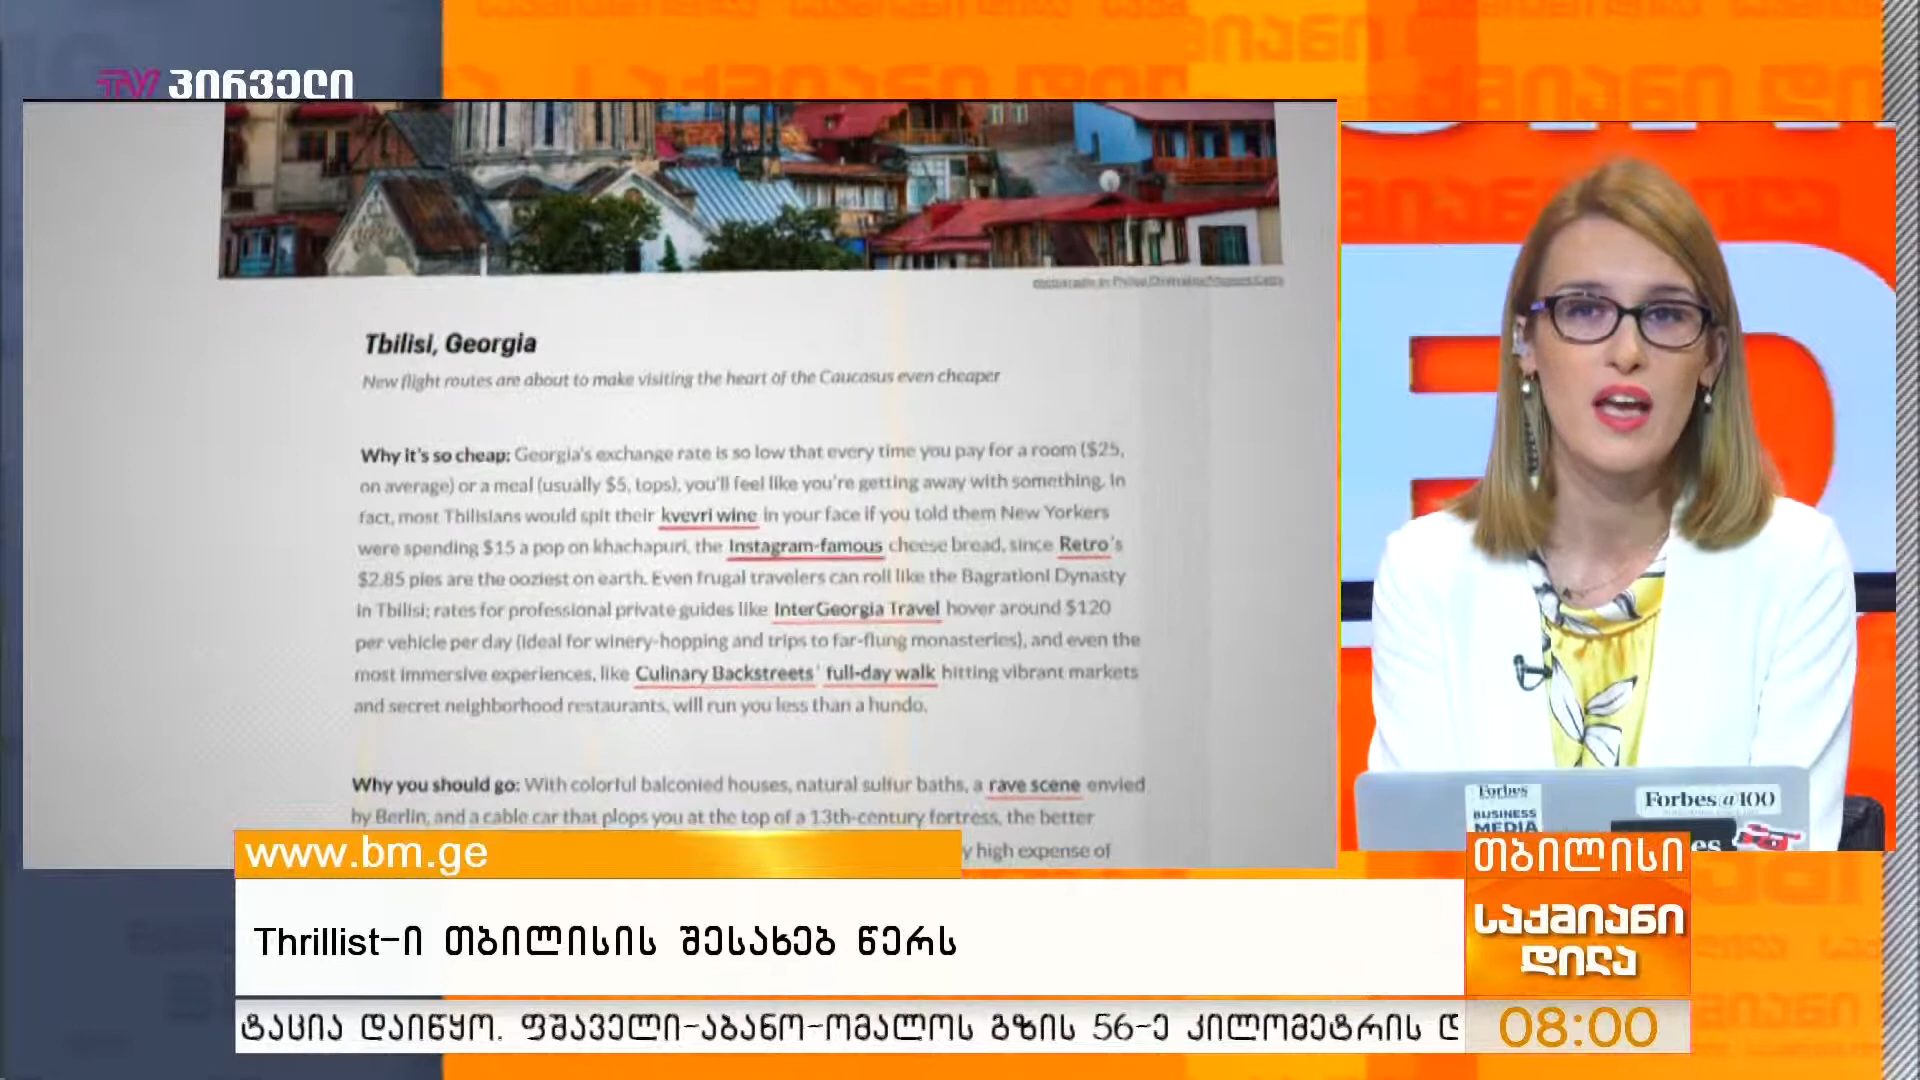 TV პირველი
Tbilisi, Georgia
New flight routes are about to make visiting the heart of the Caucasus even cheaper
Why it's so cheap: Georgia's exchange rate is so low that every time you pay for a room ($25,
on average) or a meal (usually $5, tops), you'll feel like you're getting away with something. In
fact, most Tbilisians would spit their kvevri wine in your face if you told them New Yorkers
were spending $15 a pop on khachapuri, the Instagram-famous cheese bread, since Retro's
$2.85 pies are the ooziest on earth. Even frugal travelers can roll like the Bagrationi Dynasty
in Tbilisi; rates for professional private guides like InterGeorgia Travel hover around $120
per vehicle per day (ideal for winery-hopping and trips to far-flung monasteries), and even the
most immersive experiences, like Culinary Backstreets' full-day walk hitting vibrant markets
and secret neighborhood restaurants, will run you less than a hundo.
Why you should go: With colorful balconied houses, natural sulfur baths, a rave scene envied
by Berlin, and a cable car that plops you at the top of a 13th-century fortress, the better
y high expense of
Forbes
BUSINESS
MEDIA
Forbes@100
es
www.bm.ge
თბილისი
Thrillist-ი თბილისის შესახებ წერს
საქმიანი
დილა
ტაცია დაიწყო. ფშაველი-აბანო-ომალოს გზის 56-ე კილომეტრის დ
08:00